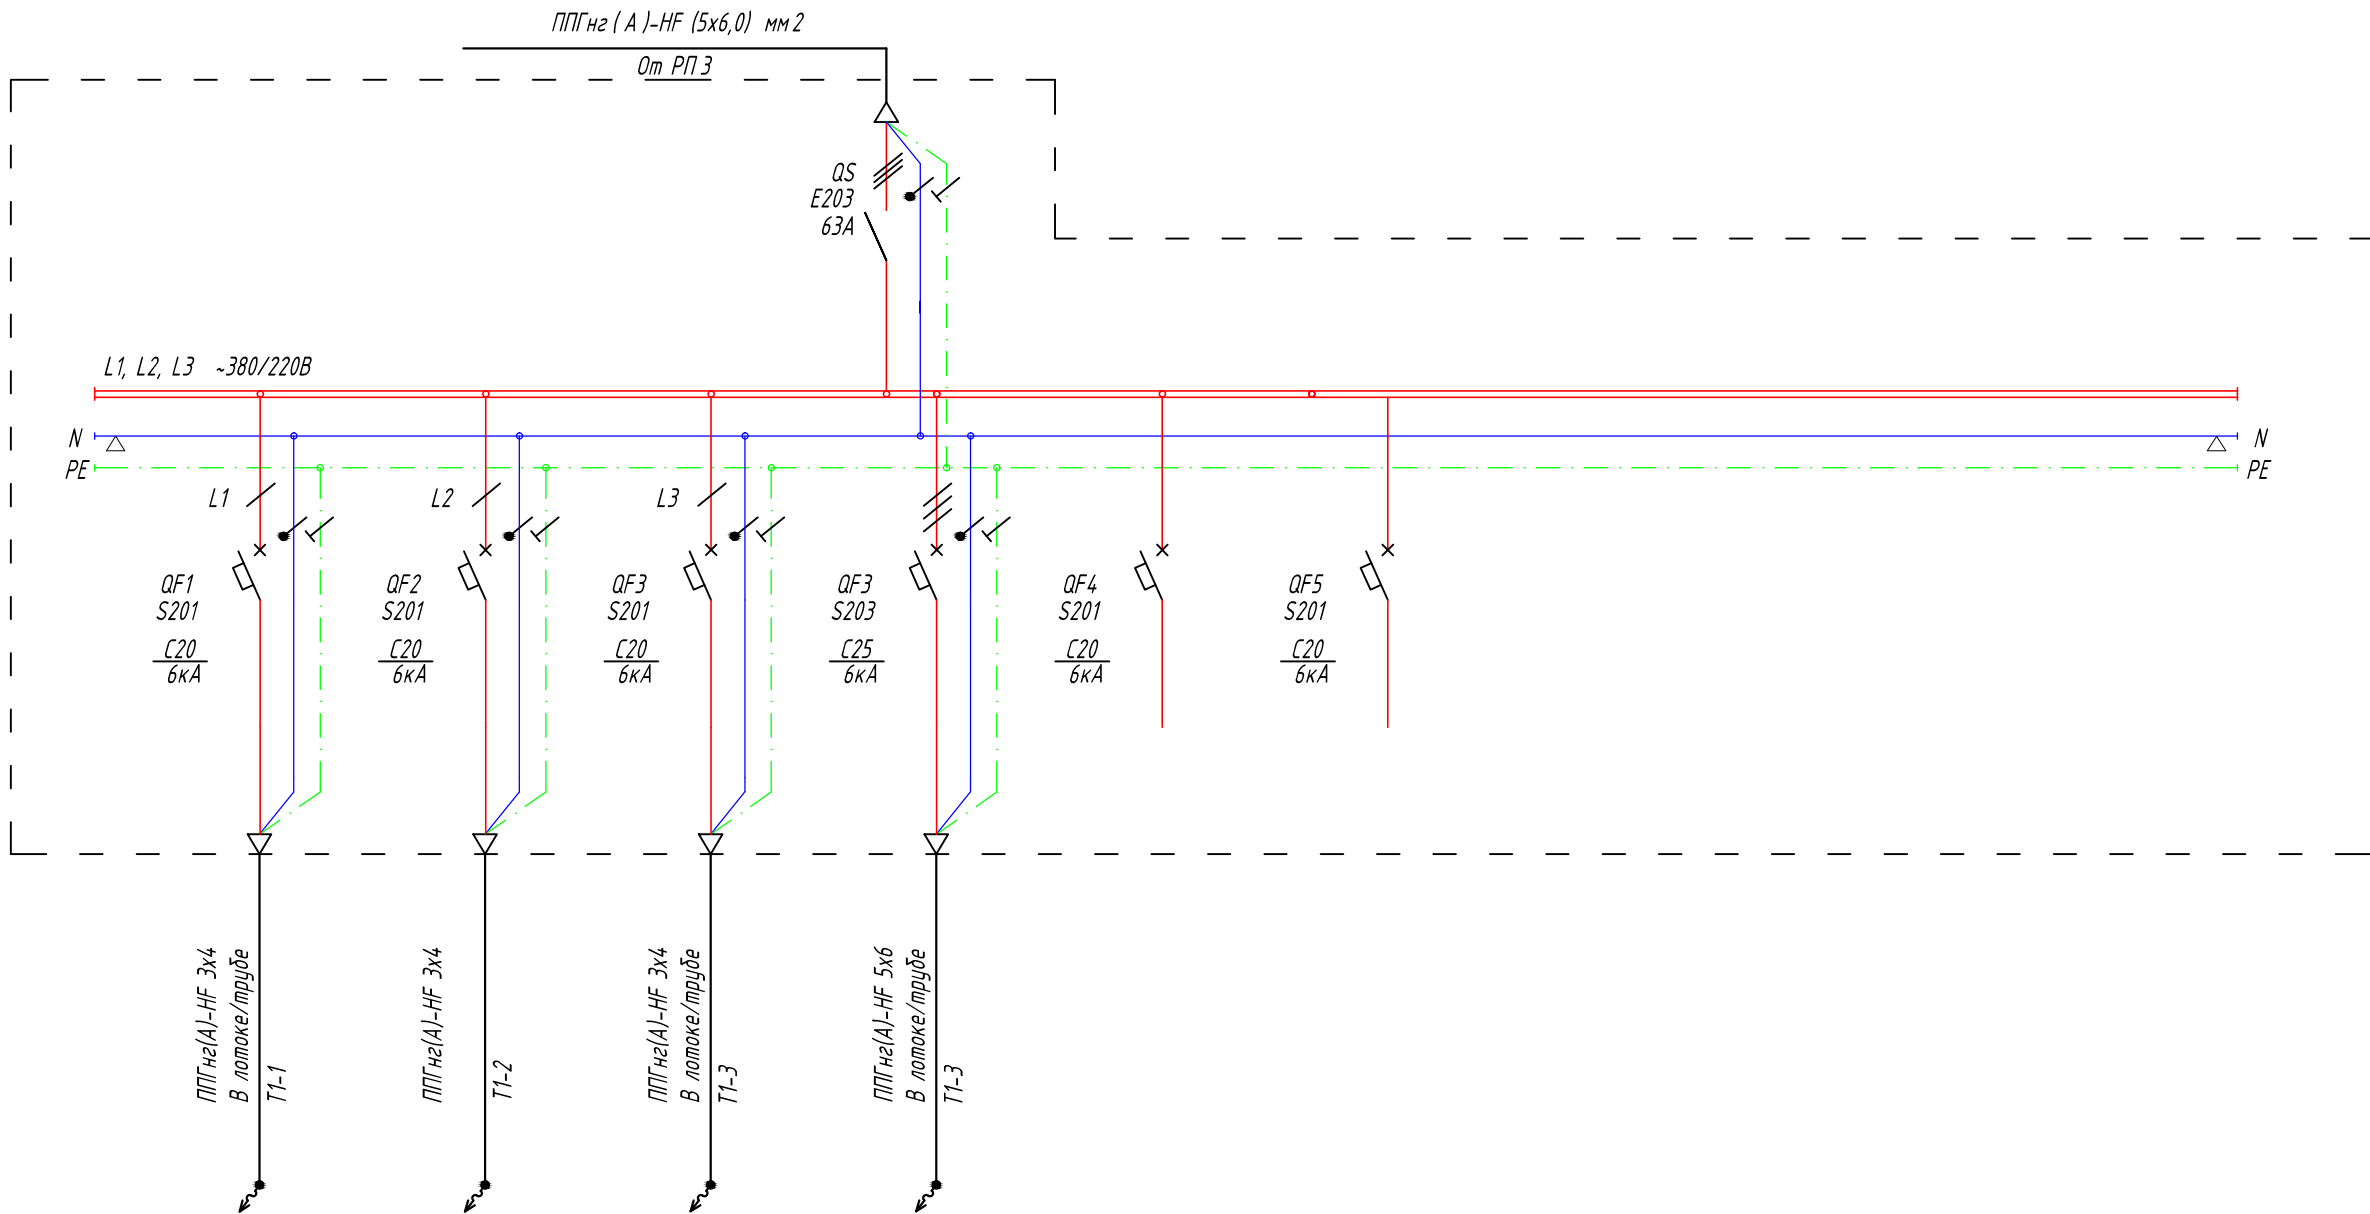 ППГнг ( А )-HF (5х6,0) мм2
От РП 3
QS
E203
63А
L1, L2, L3 ~380/220В
N
N
PE
PE
L1
L2
L3
QF1
S201
C20
6кА
QF2
S201
C20
6кА
QF3
S201
C20
6кА
QF3
S203
C25
6кА
QF4
S201
C20
6кА
QF5
S201
C20
6кА
ППГнг(А)-HF 3х4
В лотоке/трубе
Т1-1
ППГнг(А)-HF 3х4
Т1-2
ППГнг(А)-HF 3х4
В лотоке/трубе
Т1-3
ППГнг(А)-HF 5х6
В лотоке/трубе
Т1-3